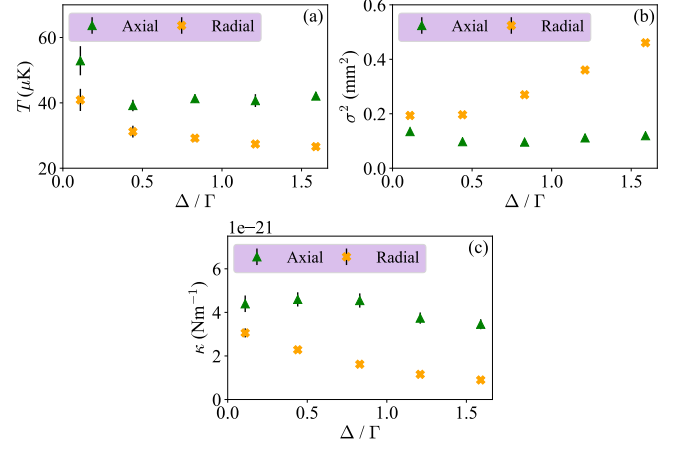 (a)
Axial
Radial
60
40
20
T (μK)
0.0
0.5
1.0
1.5
Δ / Γ
(b)
Axial
Radial
0.6
0.4
0.2
0.0
σ² (mm²)
0.0
0.5
1.0
1.5
Δ / Γ
1e−21
(c)
Axial
Radial
6
4
2
0
κ (Nm⁻¹)
0.0
0.5
1.0
1.5
Δ / Γ